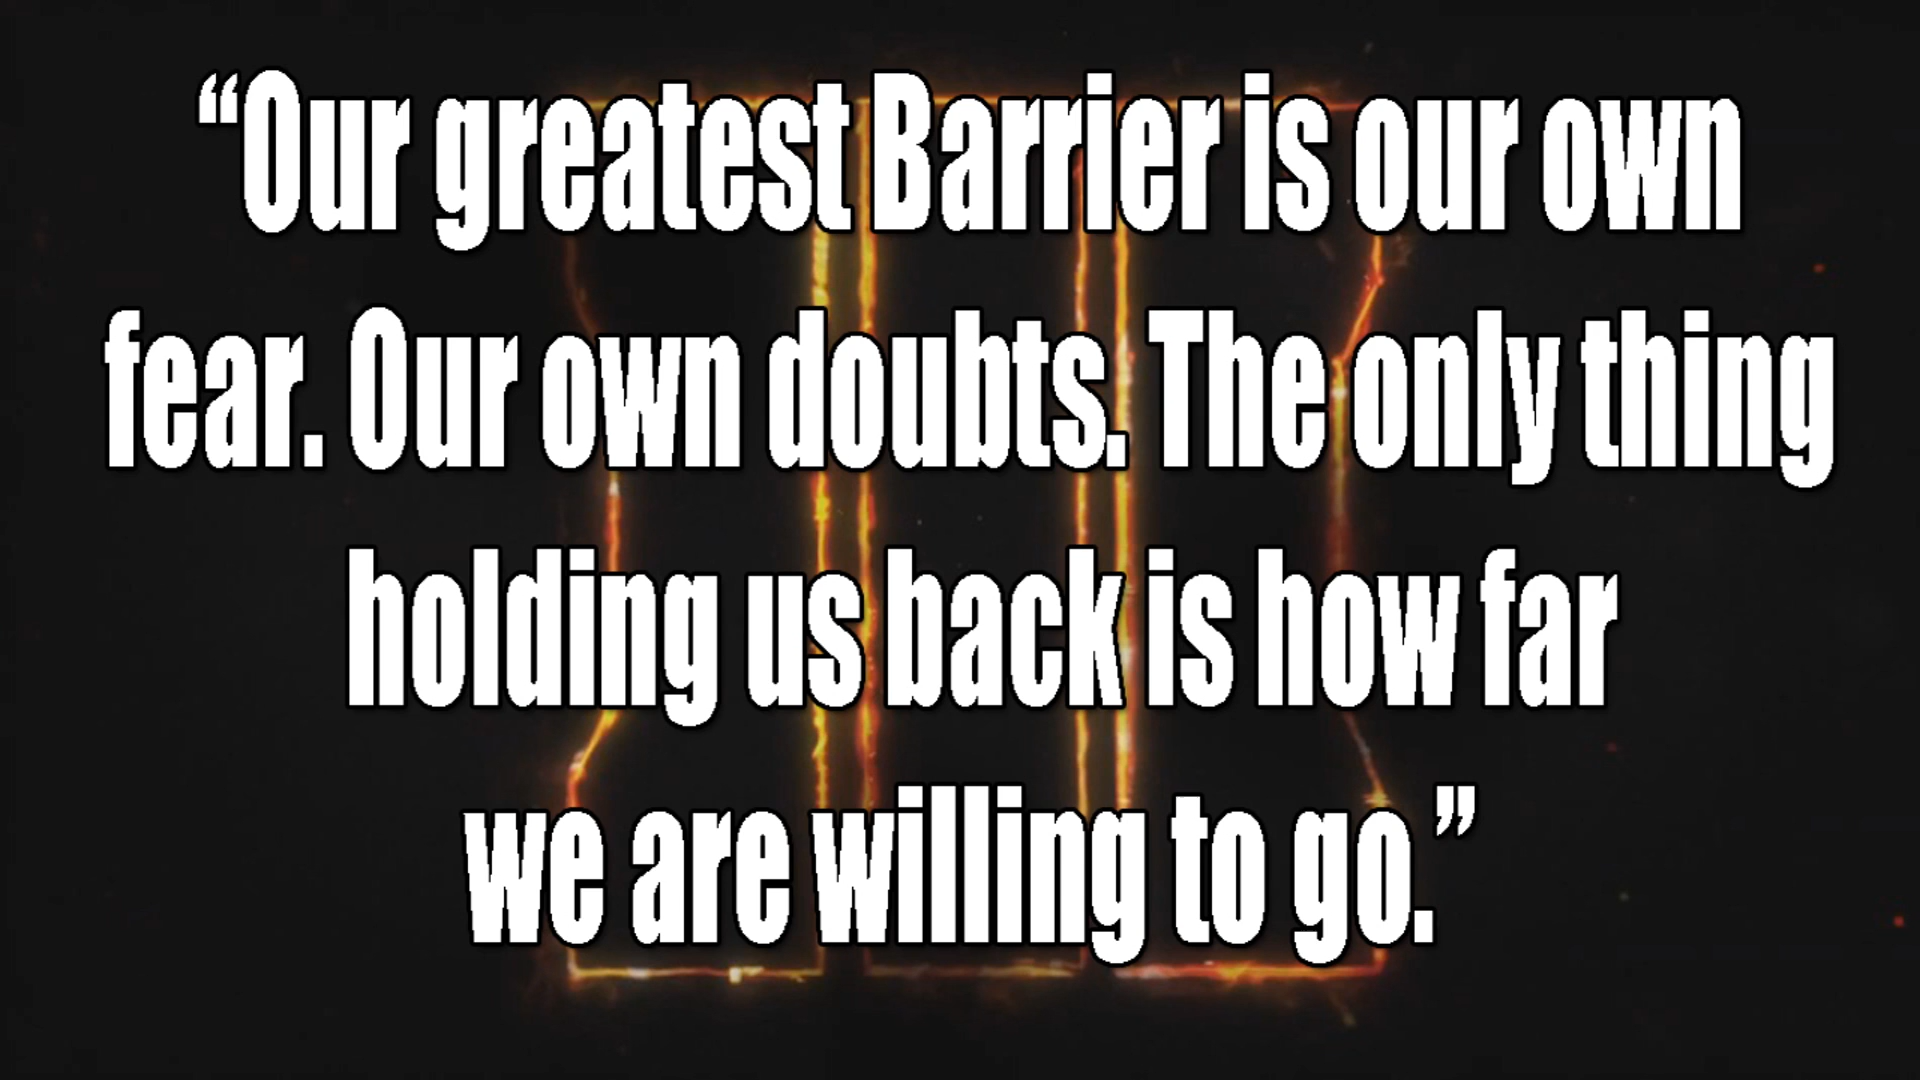 “Our greatest Barrier is our own
fear. Our own doubts. The only thing
holding us back is how far
we are willing to go.”